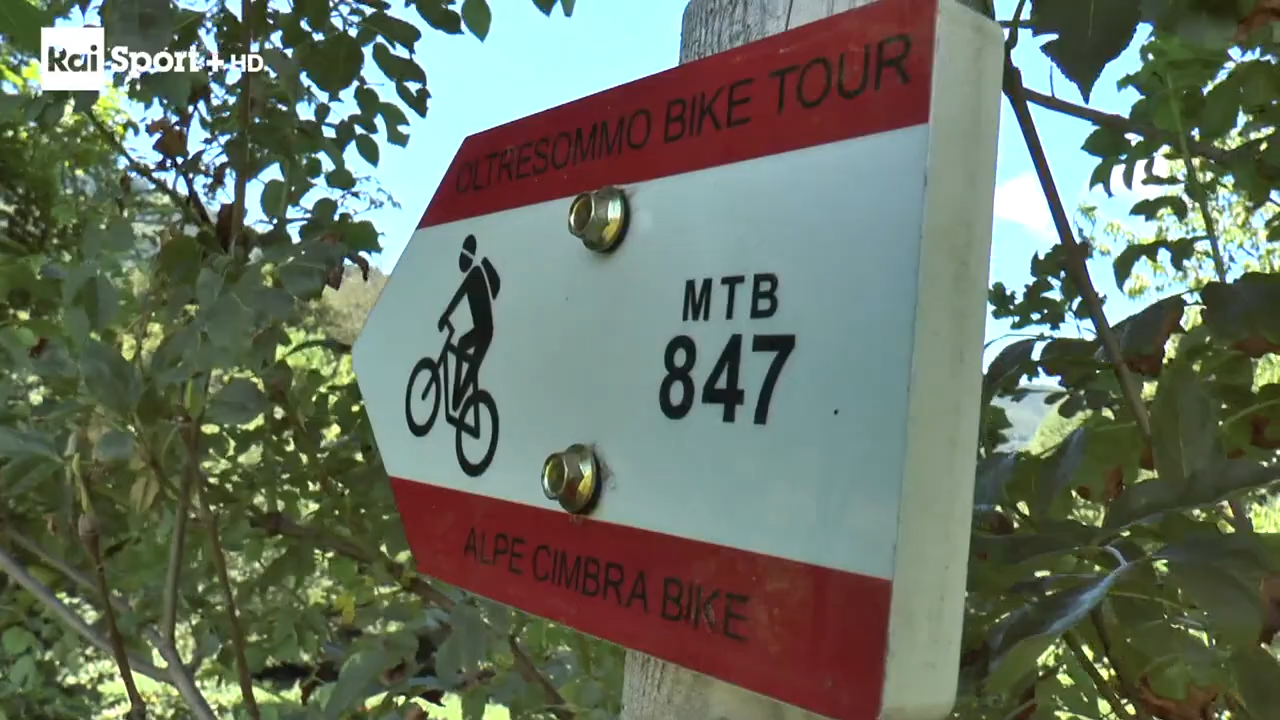 Rai Sport + HD
OLTRESOMMO BIKE TOUR
MTB
847
ALPE CIMBRA BIKE